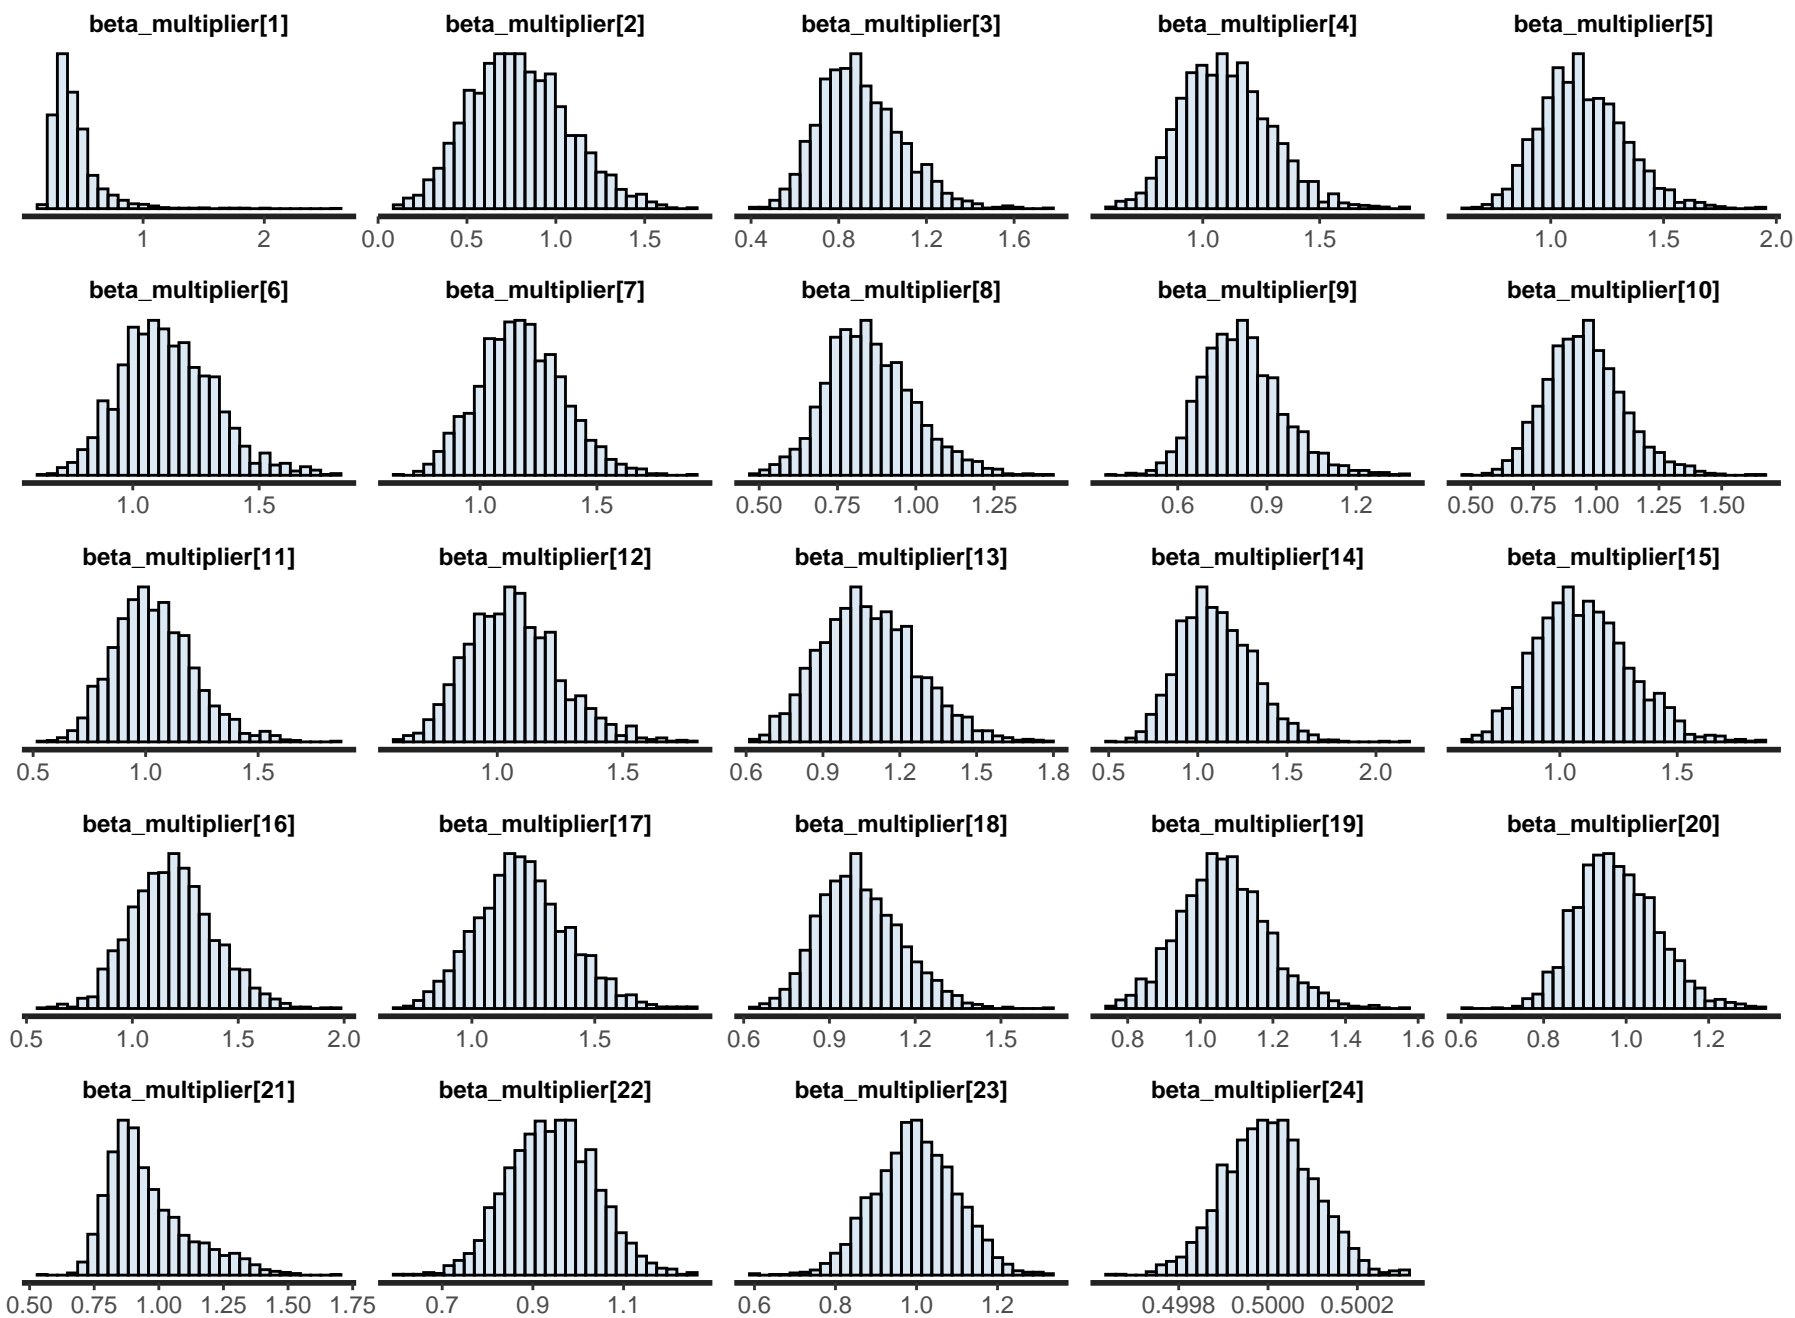 beta_multiplier[1] beta_multiplier[2] beta_multiplier[3] beta_multiplier[4] beta_multiplier[5]
1 2 0.0 0.5 1.0 1.5 0.4 0.8 1.2 1.6 1.0 1.5 1.0 1.5 2.0
beta_multiplier[6] beta_multiplier[7] beta_multiplier[8] beta_multiplier[9] beta_multiplier[10]
1.0 1.5 1.0 1.5 0.50 0.75 1.00 1.25 0.6 0.9 1.2 0.50 0.75 1.00 1.25 1.50
beta_multiplier[11] beta_multiplier[12] beta_multiplier[13] beta_multiplier[14] beta_multiplier[15]
0.5 1.0 1.5 1.0 1.5 0.6 0.9 1.2 1.5 1.8 0.5 1.0 1.5 2.0 1.0 1.5
beta_multiplier[16] beta_multiplier[17] beta_multiplier[18] beta_multiplier[19] beta_multiplier[20]
0.5 1.0 1.5 2.0 1.0 1.5 0.6 0.9 1.2 1.5 0.8 1.0 1.2 1.4 1.6 0.6 0.8 1.0 1.2
beta_multiplier[21] beta_multiplier[22] beta_multiplier[23] beta_multiplier[24]
0.50 0.75 1.00 1.25 1.50 1.75 0.7 0.9 1.1 0.6 0.8 1.0 1.2 0.4998 0.5000 0.5002